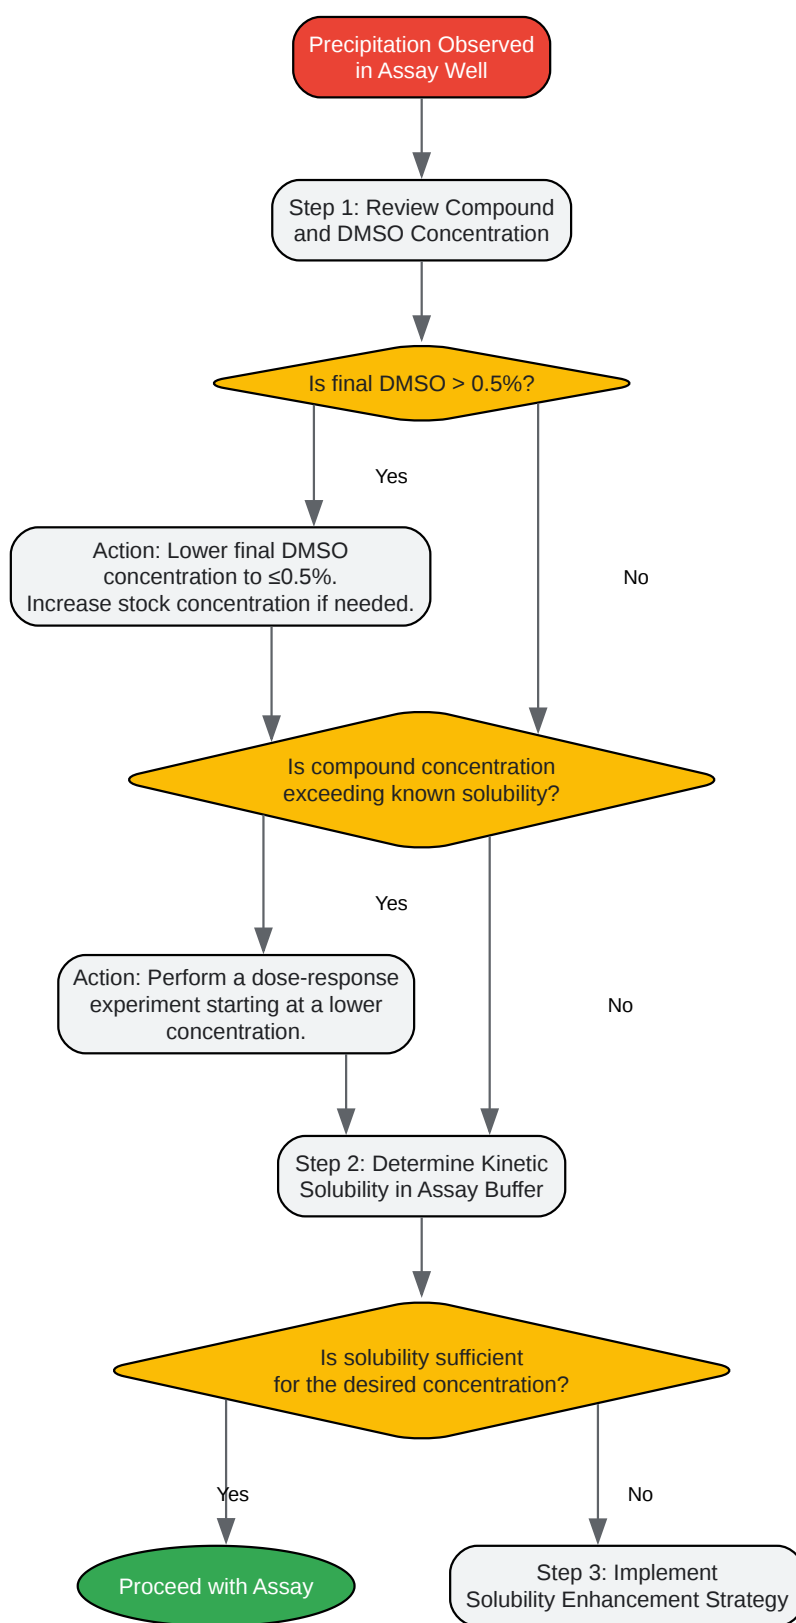 Precipitation Observed
in Assay Well
Step 1: Review Compound
and DMSO Concentration
Is final DMSO > 0.5%?
Yes
Action: Lower final DMSO
concentration to ≤0.5%.
Increase stock concentration if needed.
No
Is compound concentration
exceeding known solubility?
Yes
Action: Perform a dose-response
experiment starting at a lower
concentration.
No
Step 2: Determine Kinetic
Solubility in Assay Buffer
Is solubility sufficient
for the desired concentration?
Yes
No
Proceed with Assay
Step 3: Implement
Solubility Enhancement Strategy